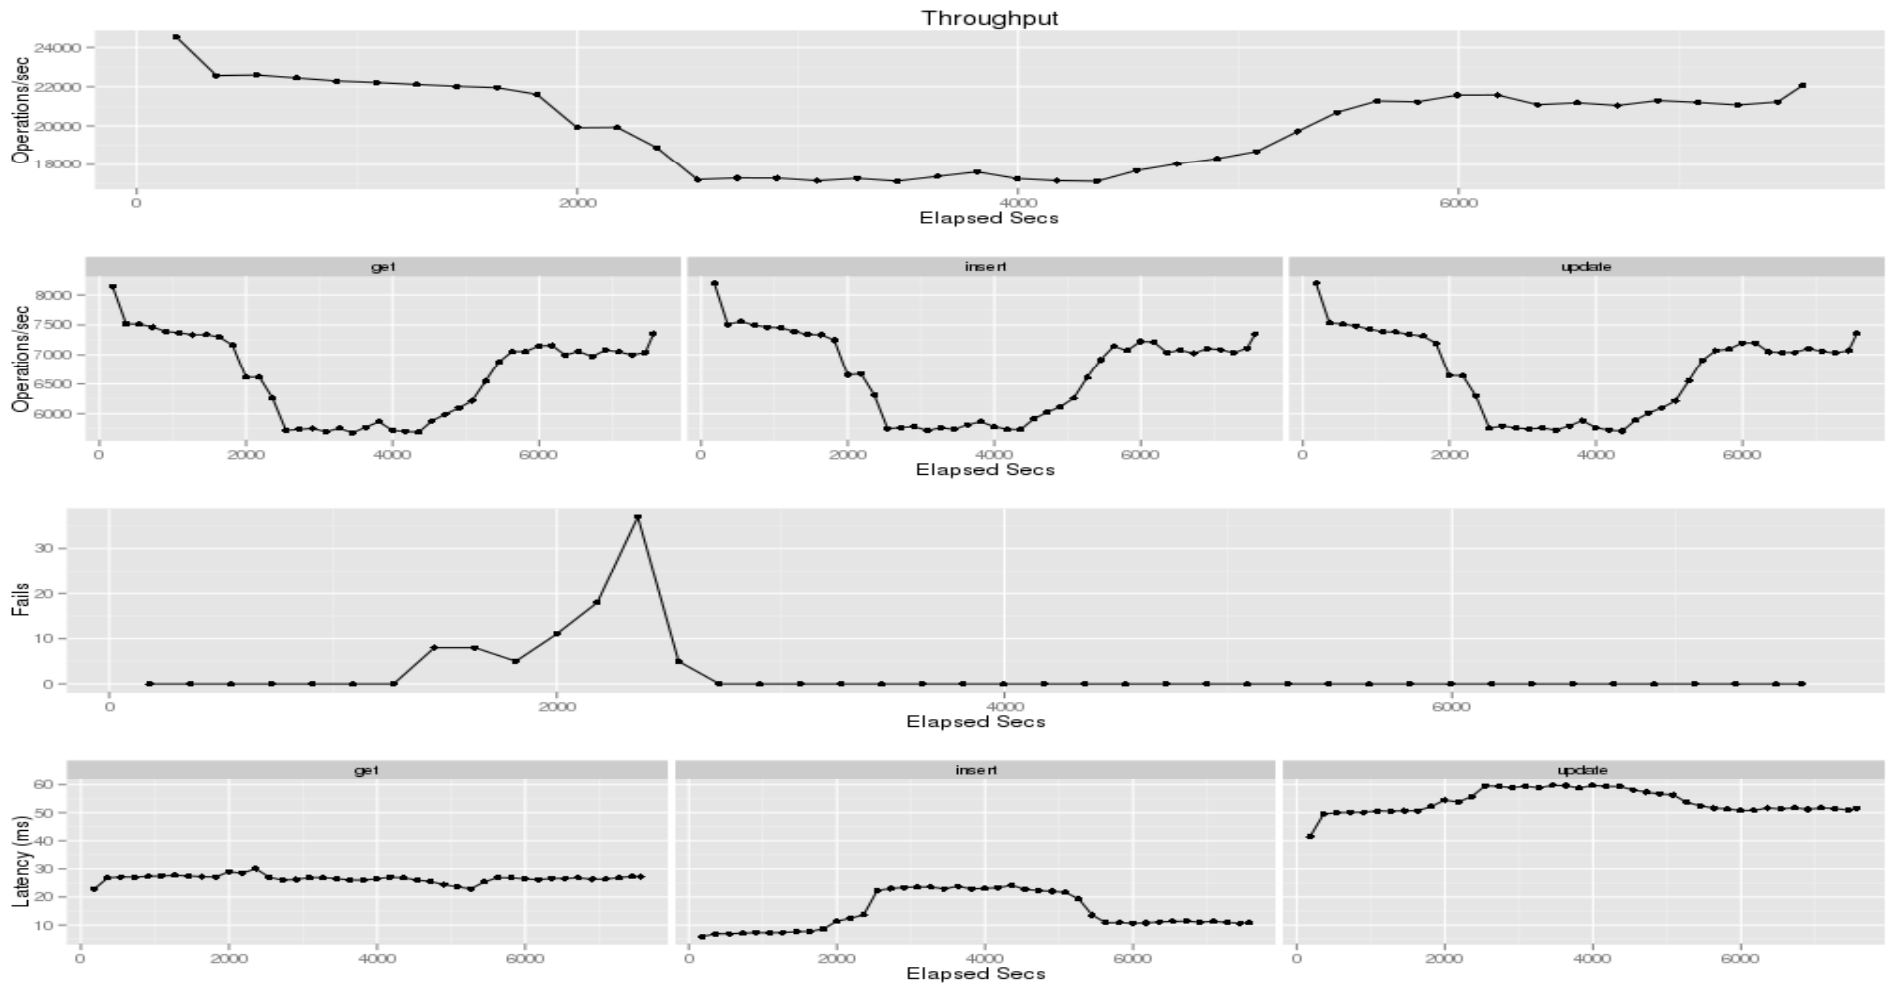 Throughput
Operations/sec
24000
22000
20000
18000
0 2000 4000 6000
Elapsed Secs
get insert update
Operations/sec
8000
7500
7000
6500
6000
0 2000 4000 6000 0 2000 4000 6000 0 2000 4000 6000
Elapsed Secs
Fails
30
20
10
0
0 2000 4000 6000
Elapsed Secs
get insert update
Latency (ms)
60
50
40
30
20
10
0 2000 4000 6000 0 2000 4000 6000 0 2000 4000 6000
Elapsed Secs